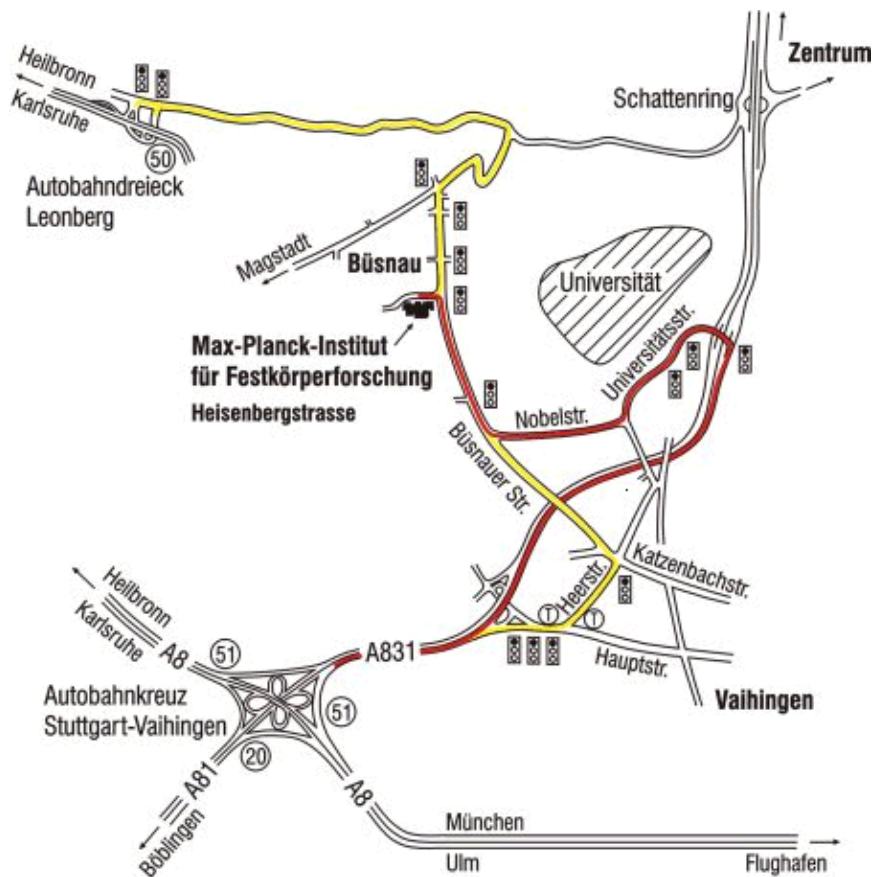 Heilbronn
Karlsruhe
Zentrum
Schattenring
50
Autobahndreieck
Leonberg
Magstadt
Büsnau
Universität
Max-Planck-Institut
für Festkörperforschung
Heisenbergstrasse
Universitätsstr.
Nobelstr.
Büsnauer Str.
Katzenbachstr.
Heerstr.
T
T
Hauptstr.
Vaihingen
Heilbronn
Karlsruhe
A8
51
A831
Autobahnkreuz
Stuttgart-Vaihingen
51
20
A81
A8
Böblingen
München
Ulm
Flughafen